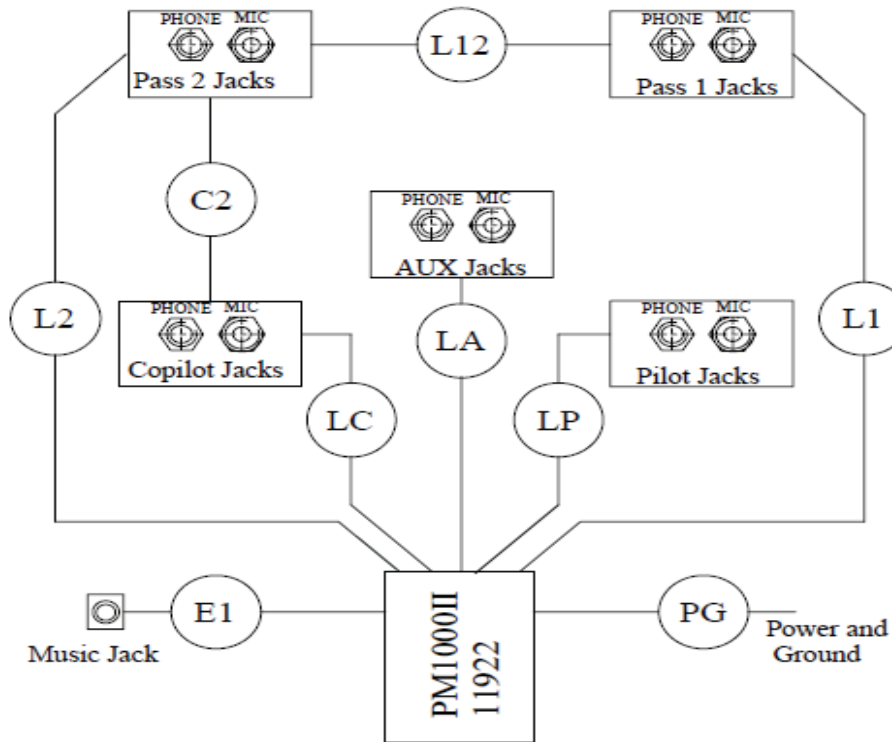 PHONE MIC
Pass 2 Jacks
L12
PHONE MIC
Pass 1 Jacks
C2
PHONE MIC
AUX Jacks
L2
PHONE MIC
Copilot Jacks
LA
PHONE MIC
Pilot Jacks
L1
LC
LP
Music Jack
E1
PM1000II
11922
PG
Power and
Ground